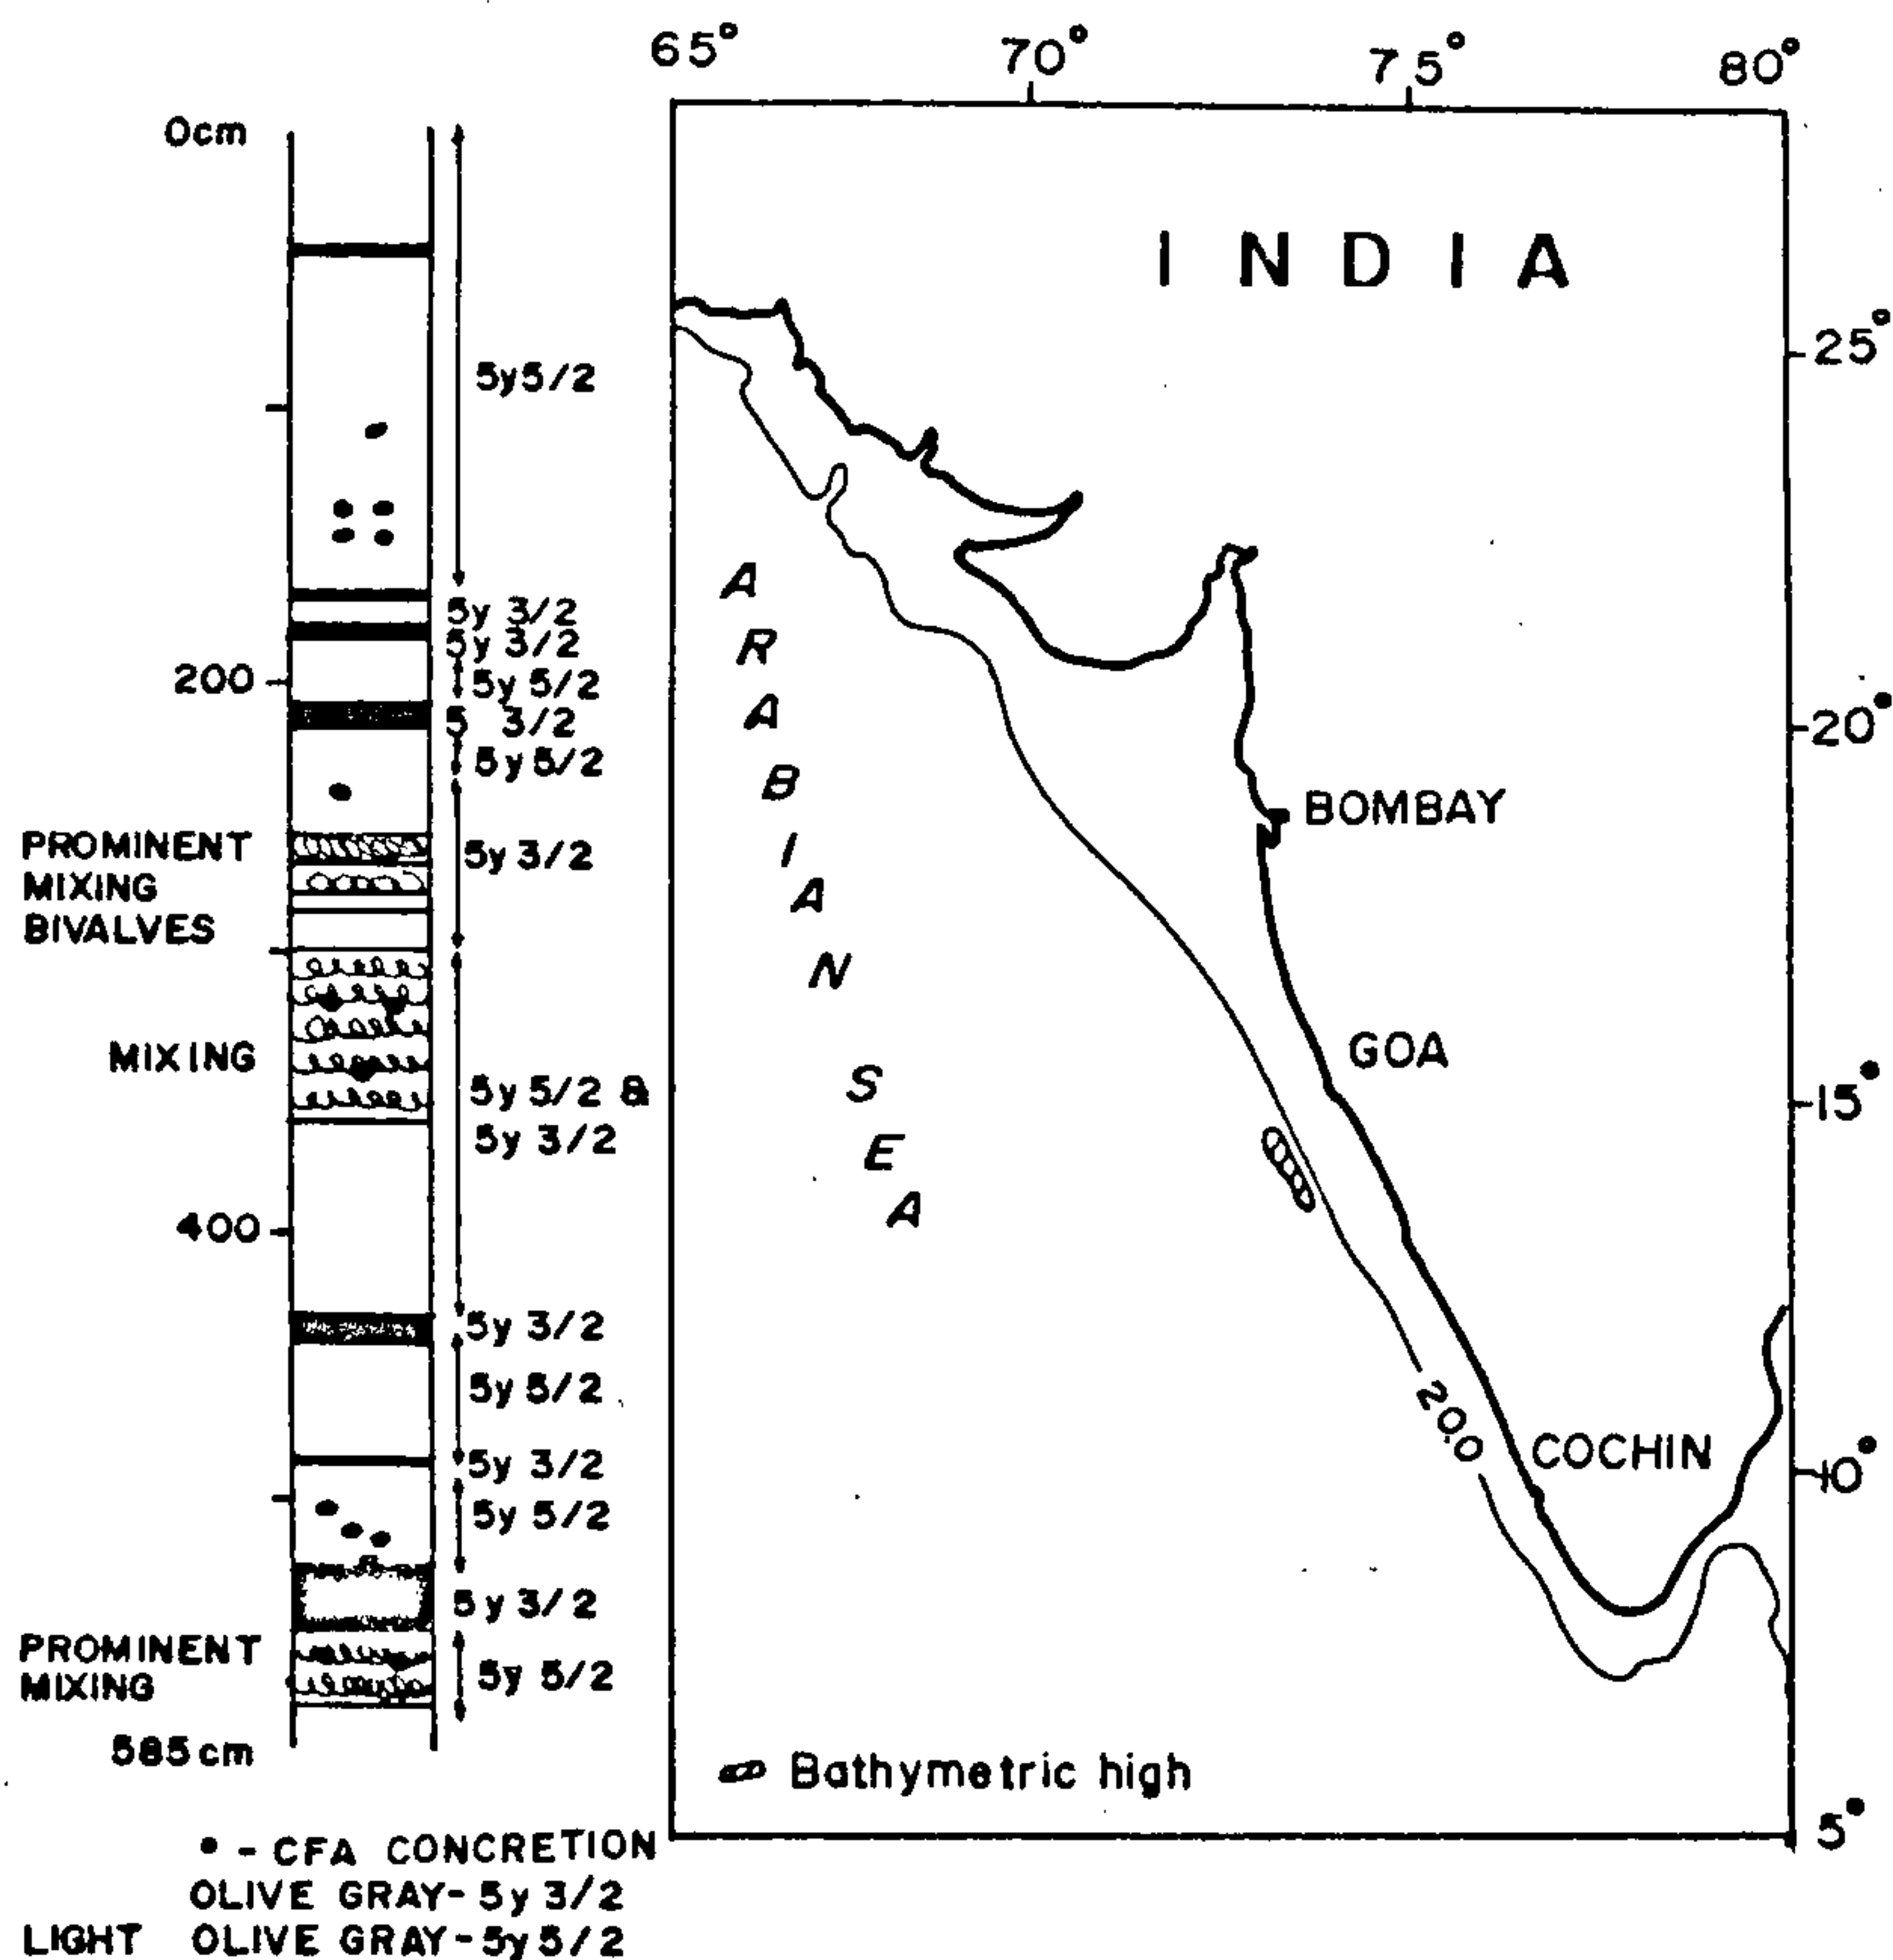 65° 70° 75° 80°
0cm
INDIA
25°
5y5/2
5y 3/2
5y 3/2
200
5y 5/2
5 3/2
5y5/2
20°
ARABIAN SEA
BOMBAY
PROMINENT
MIXING
BIVALVES
5y 3/2
GOA
MIXING
5y 5/2 &
5y 3/2
15°
400
5y 3/2
5y 5/2
200
5y 3/2
COCHIN
10°
5y 5/2
5y 3/2
PROMINENT
MIXING
5y 5/2
585cm
Bathymetric high
5°
• - CFA CONCRETION
OLIVE GRAY-5y 3/2
LIGHT OLIVE GRAY-5y 5/2